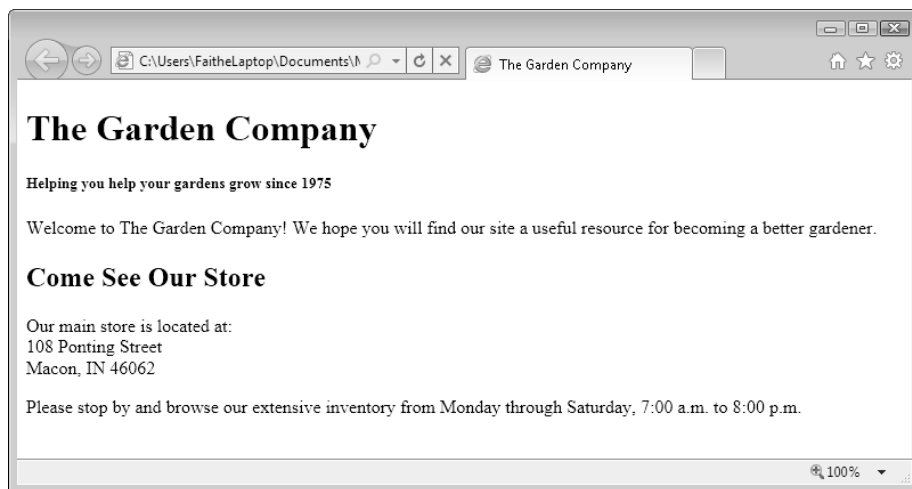 C:\Users\FaitheLaptop\Documents\
The Garden Company
The Garden Company
Helping you help your gardens grow since 1975
Welcome to The Garden Company! We hope you will find our site a useful resource for becoming a better gardener.
Come See Our Store
Our main store is located at:
108 Ponting Street
Macon, IN 46062
Please stop by and browse our extensive inventory from Monday through Saturday, 7:00 a.m. to 8:00 p.m.
100%